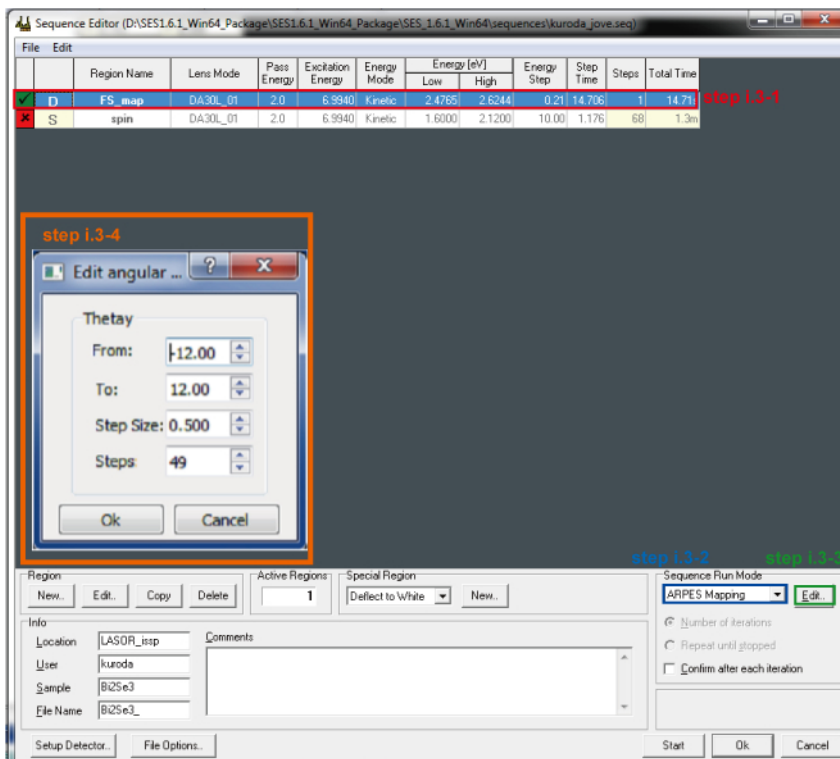 Sequence Editor (D:\SES1.6.1_Win64_Package\SES1.6.1_Win64_Package\SES_1.6.1_Win64\sequences\kuroda_jove.seq)
File Edit
Region Name Lens Mode Pass Energy Excitation Energy Energy Mode Energy [eV] Low High Energy Step Step Time Steps Total Time
D FS_map DA30L_01 2.0 6.9940 Kinetic 2.4765 2.6244 0.21 14.706 1 14.71s step i.3-1
S spin DA30L_01 2.0 6.9940 Kinetic 1.6000 2.1200 10.00 1.176 68 1.3m
step i.3-4
Edit angular ...
Thetay
From: -12.00
To: 12.00
Step Size: 0.500
Steps 49
Ok Cancel
step i.3-2 step i.3-3
Region Active Regions Special Region Sequence Run Mode
New.. Edit.. Copy Delete 1 Deflect to White New.. ARPES Mapping Edit..
Info
Number of iterations
Location LASOR_issp Comments
Repeat until stopped
User kuroda
Confirm after each iteration
Sample Bi2Se3
File Name Bi2Se3_
Setup Detector.. File Options.. Start Ok Cancel